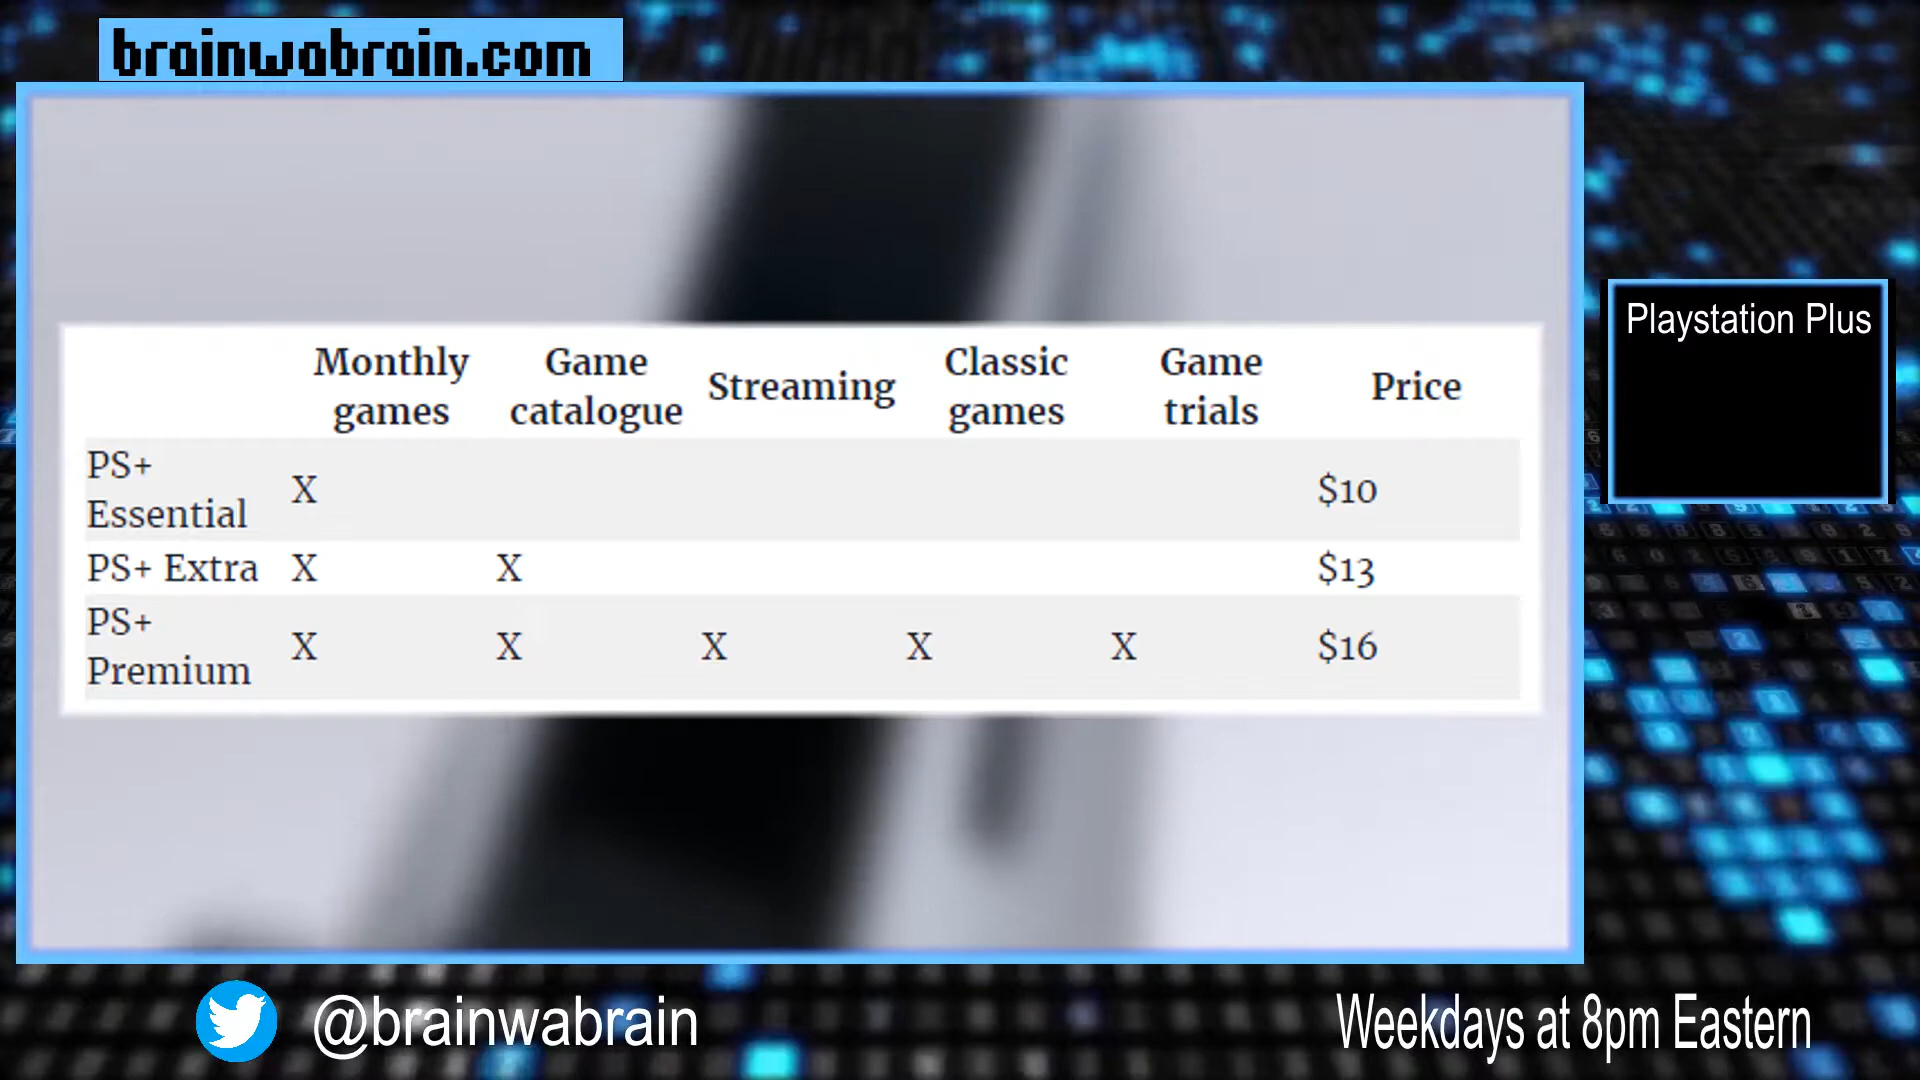 brainwabrain.com
Monthly games
Game catalogue
Streaming
Classic games
Game trials
Price
PS+ Essential X $10
PS+ Extra X X $13
PS+ Premium X X X X X $16
Playstation Plus
@brainwabrain
Weekdays at 8pm Eastern